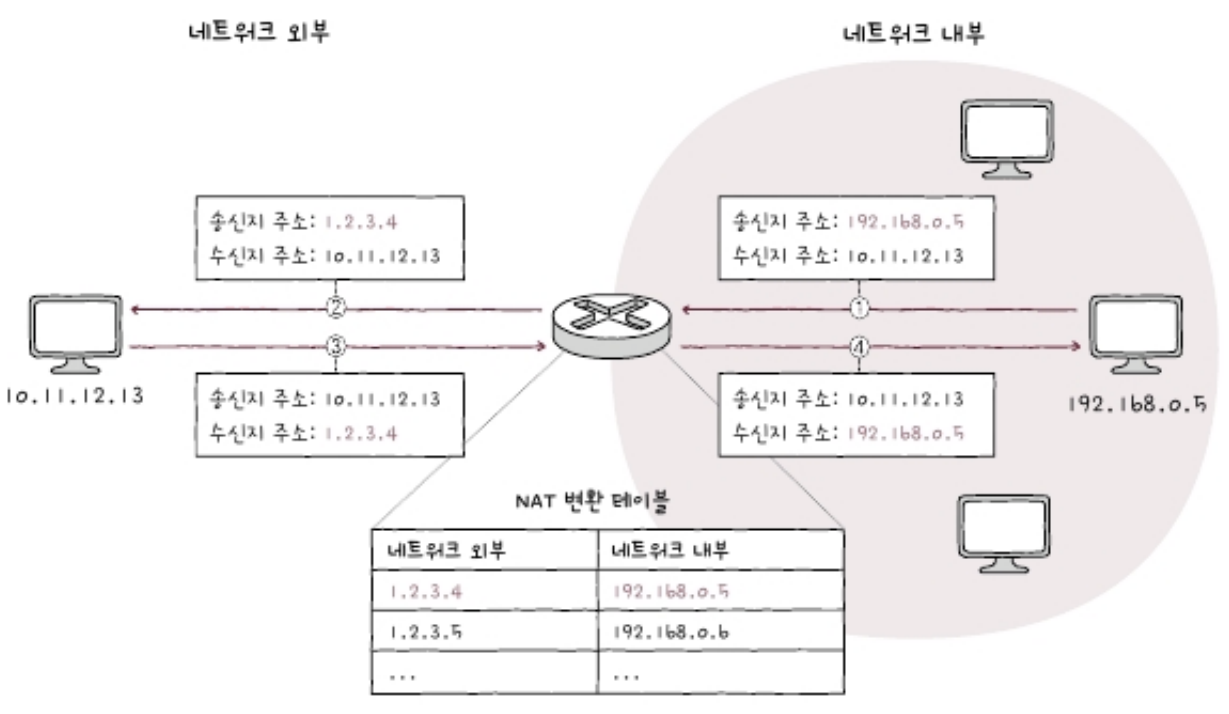 네트워크 외부
네트워크 내부
송신지 주소: 1.2.3.4
수신지 주소: 10.11.12.13
송신지 주소: 192.168.0.5
수신지 주소: 10.11.12.13
②
①
③
④
10.11.12.13
192.168.0.5
송신지 주소: 10.11.12.13
수신지 주소: 1.2.3.4
송신지 주소: 10.11.12.13
수신지 주소: 192.168.0.5
NAT 변환 테이블
네트워크 외부 네트워크 내부
1.2.3.4 192.168.0.5
1.2.3.5 192.168.0.6
... ...